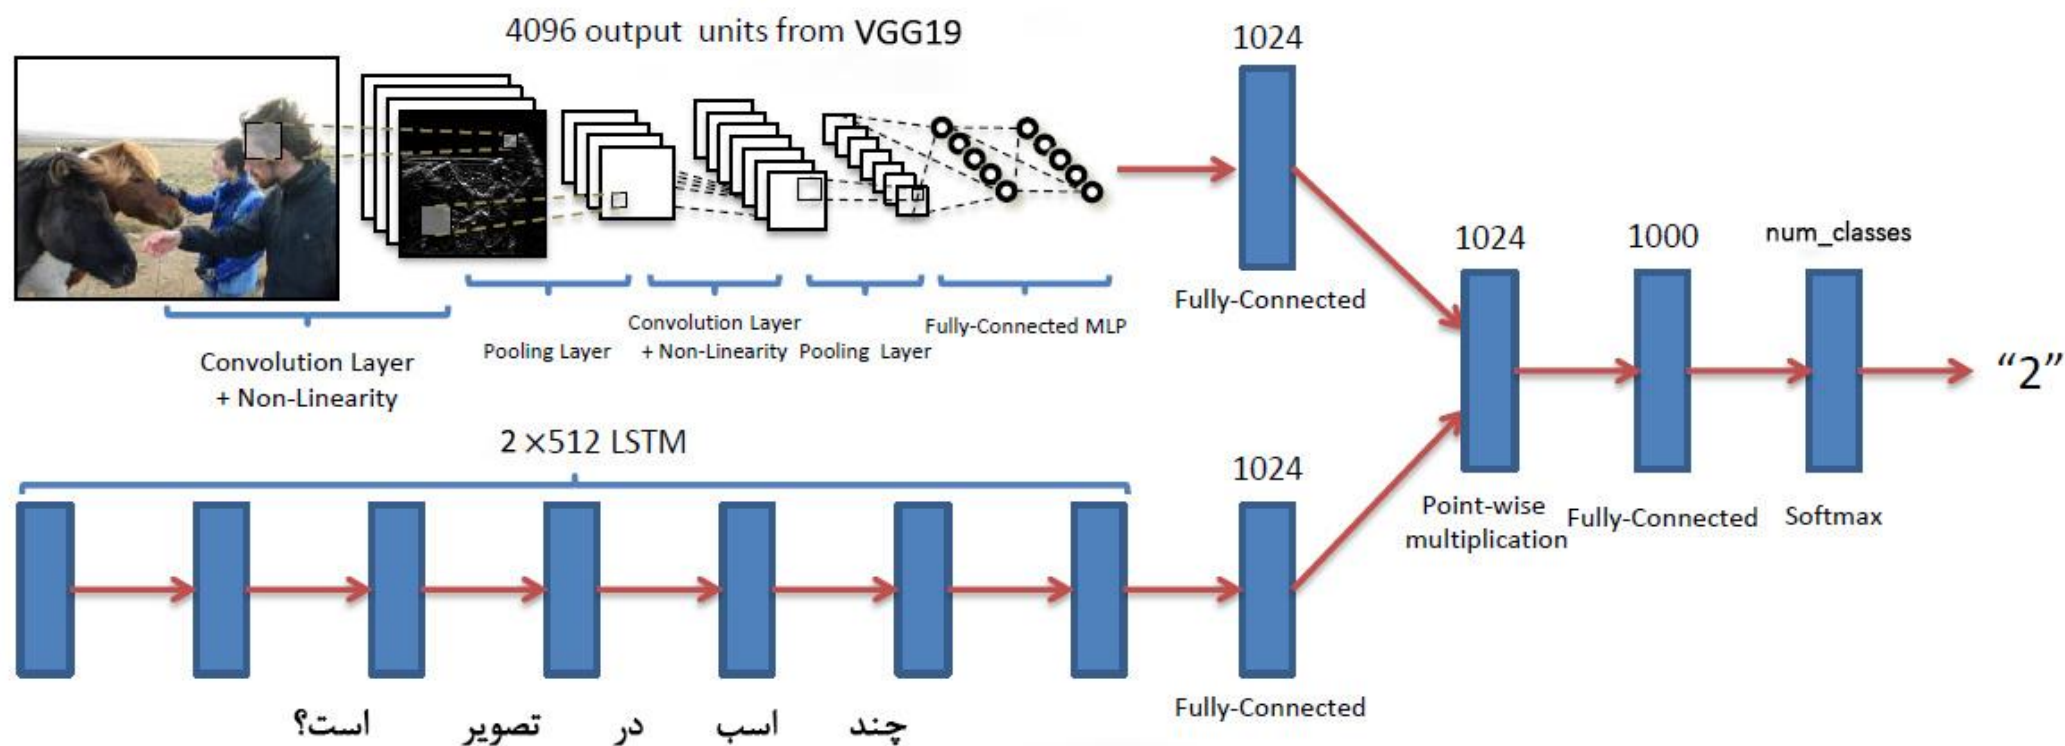 4096 output units from VGG19
1024
Fully-Connected
Convolution Layer
+ Non-Linearity
Pooling Layer
Convolution Layer
+ Non-Linearity
Pooling Layer
Fully-Connected MLP
2 ×512 LSTM
1024
Fully-Connected
چند اسب در تصویر است؟
1024
Point-wise
multiplication
1000
Fully-Connected
num_classes
Softmax
“2”